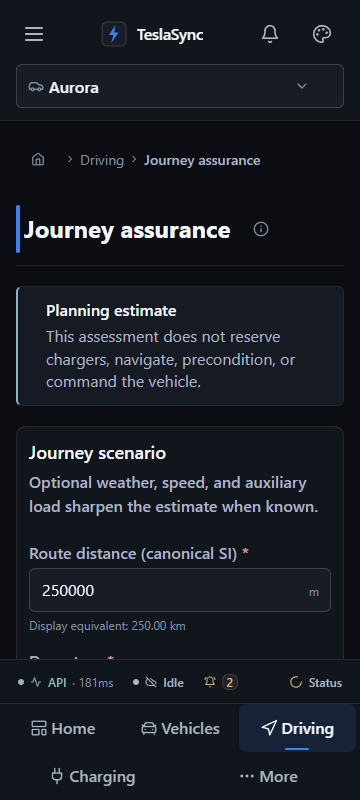 TeslaSync
Aurora
Driving
Journey assurance
Journey assurance
Planning estimate
This assessment does not reserve
chargers, navigate, precondition, or
command the vehicle.
Journey scenario
Optional weather, speed, and auxiliary
load sharpen the estimate when known.
Route distance (canonical SI) *
250000 m
Display equivalent: 250.00 km
API · 181ms Idle 2 Status
Home Vehicles Driving
Charging More